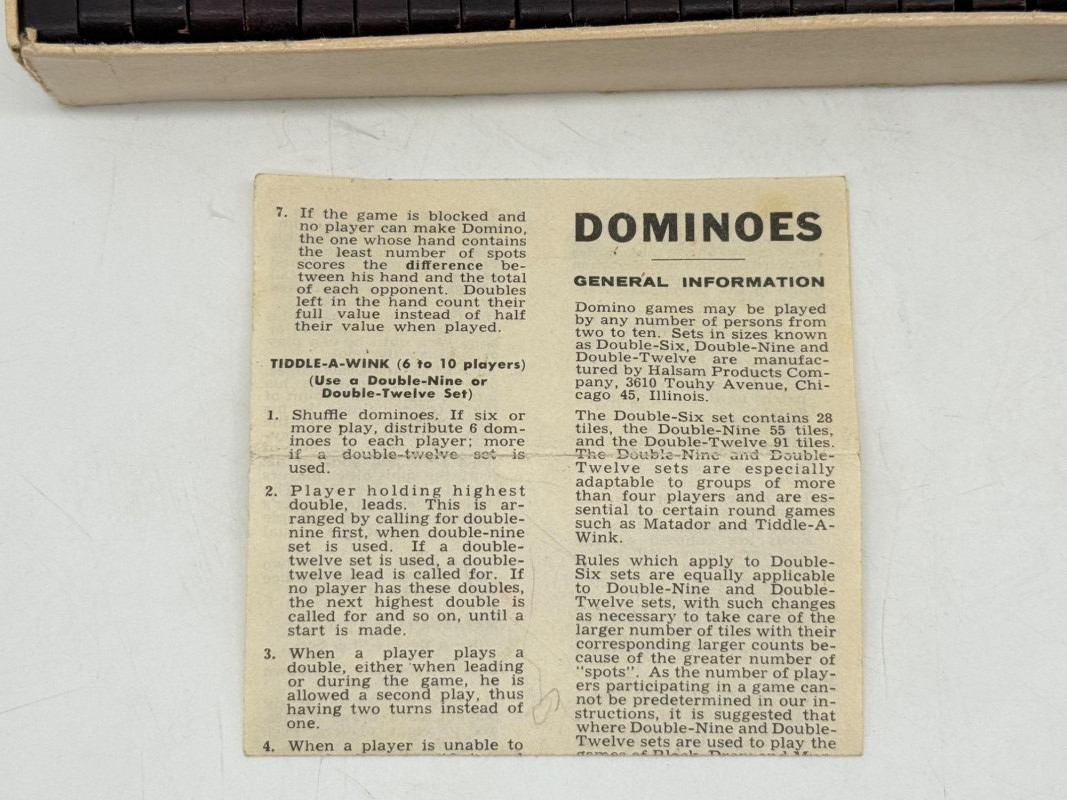 7. If the game is blocked and
no player can make Domino,
the one whose hand contains
the least number of spots
scores the difference be-
tween his hand and the total
of each opponent. Doubles
left in the hand count their
full value instead of half
their value when played.
TIDDLE-A-WINK (6 to 10 players)
(Use a Double-Nine or
Double-Twelve Set)
1. Shuffle dominoes. If six or
more play, distribute 6 dom-
inoes to each player; more
if a double-twelve set is
used.
2. Player holding highest
double, leads. This is ar-
ranged by calling for double-
nine first, when double-nine
set is used. If a double-
twelve set is used, a double-
twelve lead is called for. If
no player has these doubles,
the next highest double is
called for and so on, until a
start is made.
3. When a player plays a
double, either when leading
or during the game, he is
allowed a second play, thus
having two turns instead of
one.
4. When a player is unable to
DOMINOES
GENERAL INFORMATION
Domino games may be played
by any number of persons from
two to ten. Sets in sizes known
as Double-Six, Double-Nine and
Double-Twelve are manufac-
tured by Halsam Products Com-
pany, 3610 Touhy Avenue, Chi-
cago 45, Illinois.
The Double-Six set contains 28
tiles, the Double-Nine 55 tiles,
and the Double-Twelve 91 tiles.
The Double-Nine and Double-
Twelve sets are especially
adaptable to groups of more
than four players and are es-
sential to certain round games
such as Matador and Tiddle-A-
Wink.
Rules which apply to Double-
Six sets are equally applicable
to Double-Nine and Double-
Twelve sets, with such changes
as necessary to take care of the
larger number of tiles with their
corresponding larger counts be-
cause of the greater number of
"spots". As the number of play-
ers participating in a game can-
not be predetermined in our in-
structions, it is suggested that
where Double-Nine and Double-
Twelve sets are used to play the
games of Block, Draw and